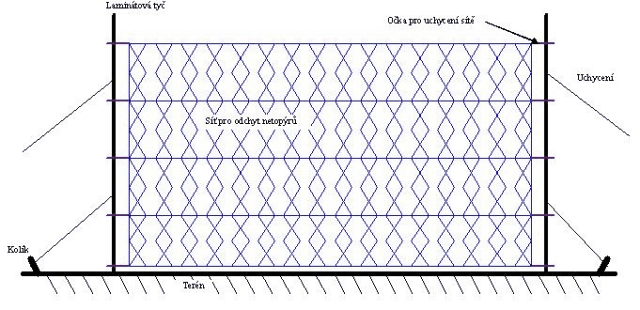 Laminátová tyč
Očka pro uchycení sítě
Uchycení
Síť pro odchyt netopýrů
Kolík
Terén